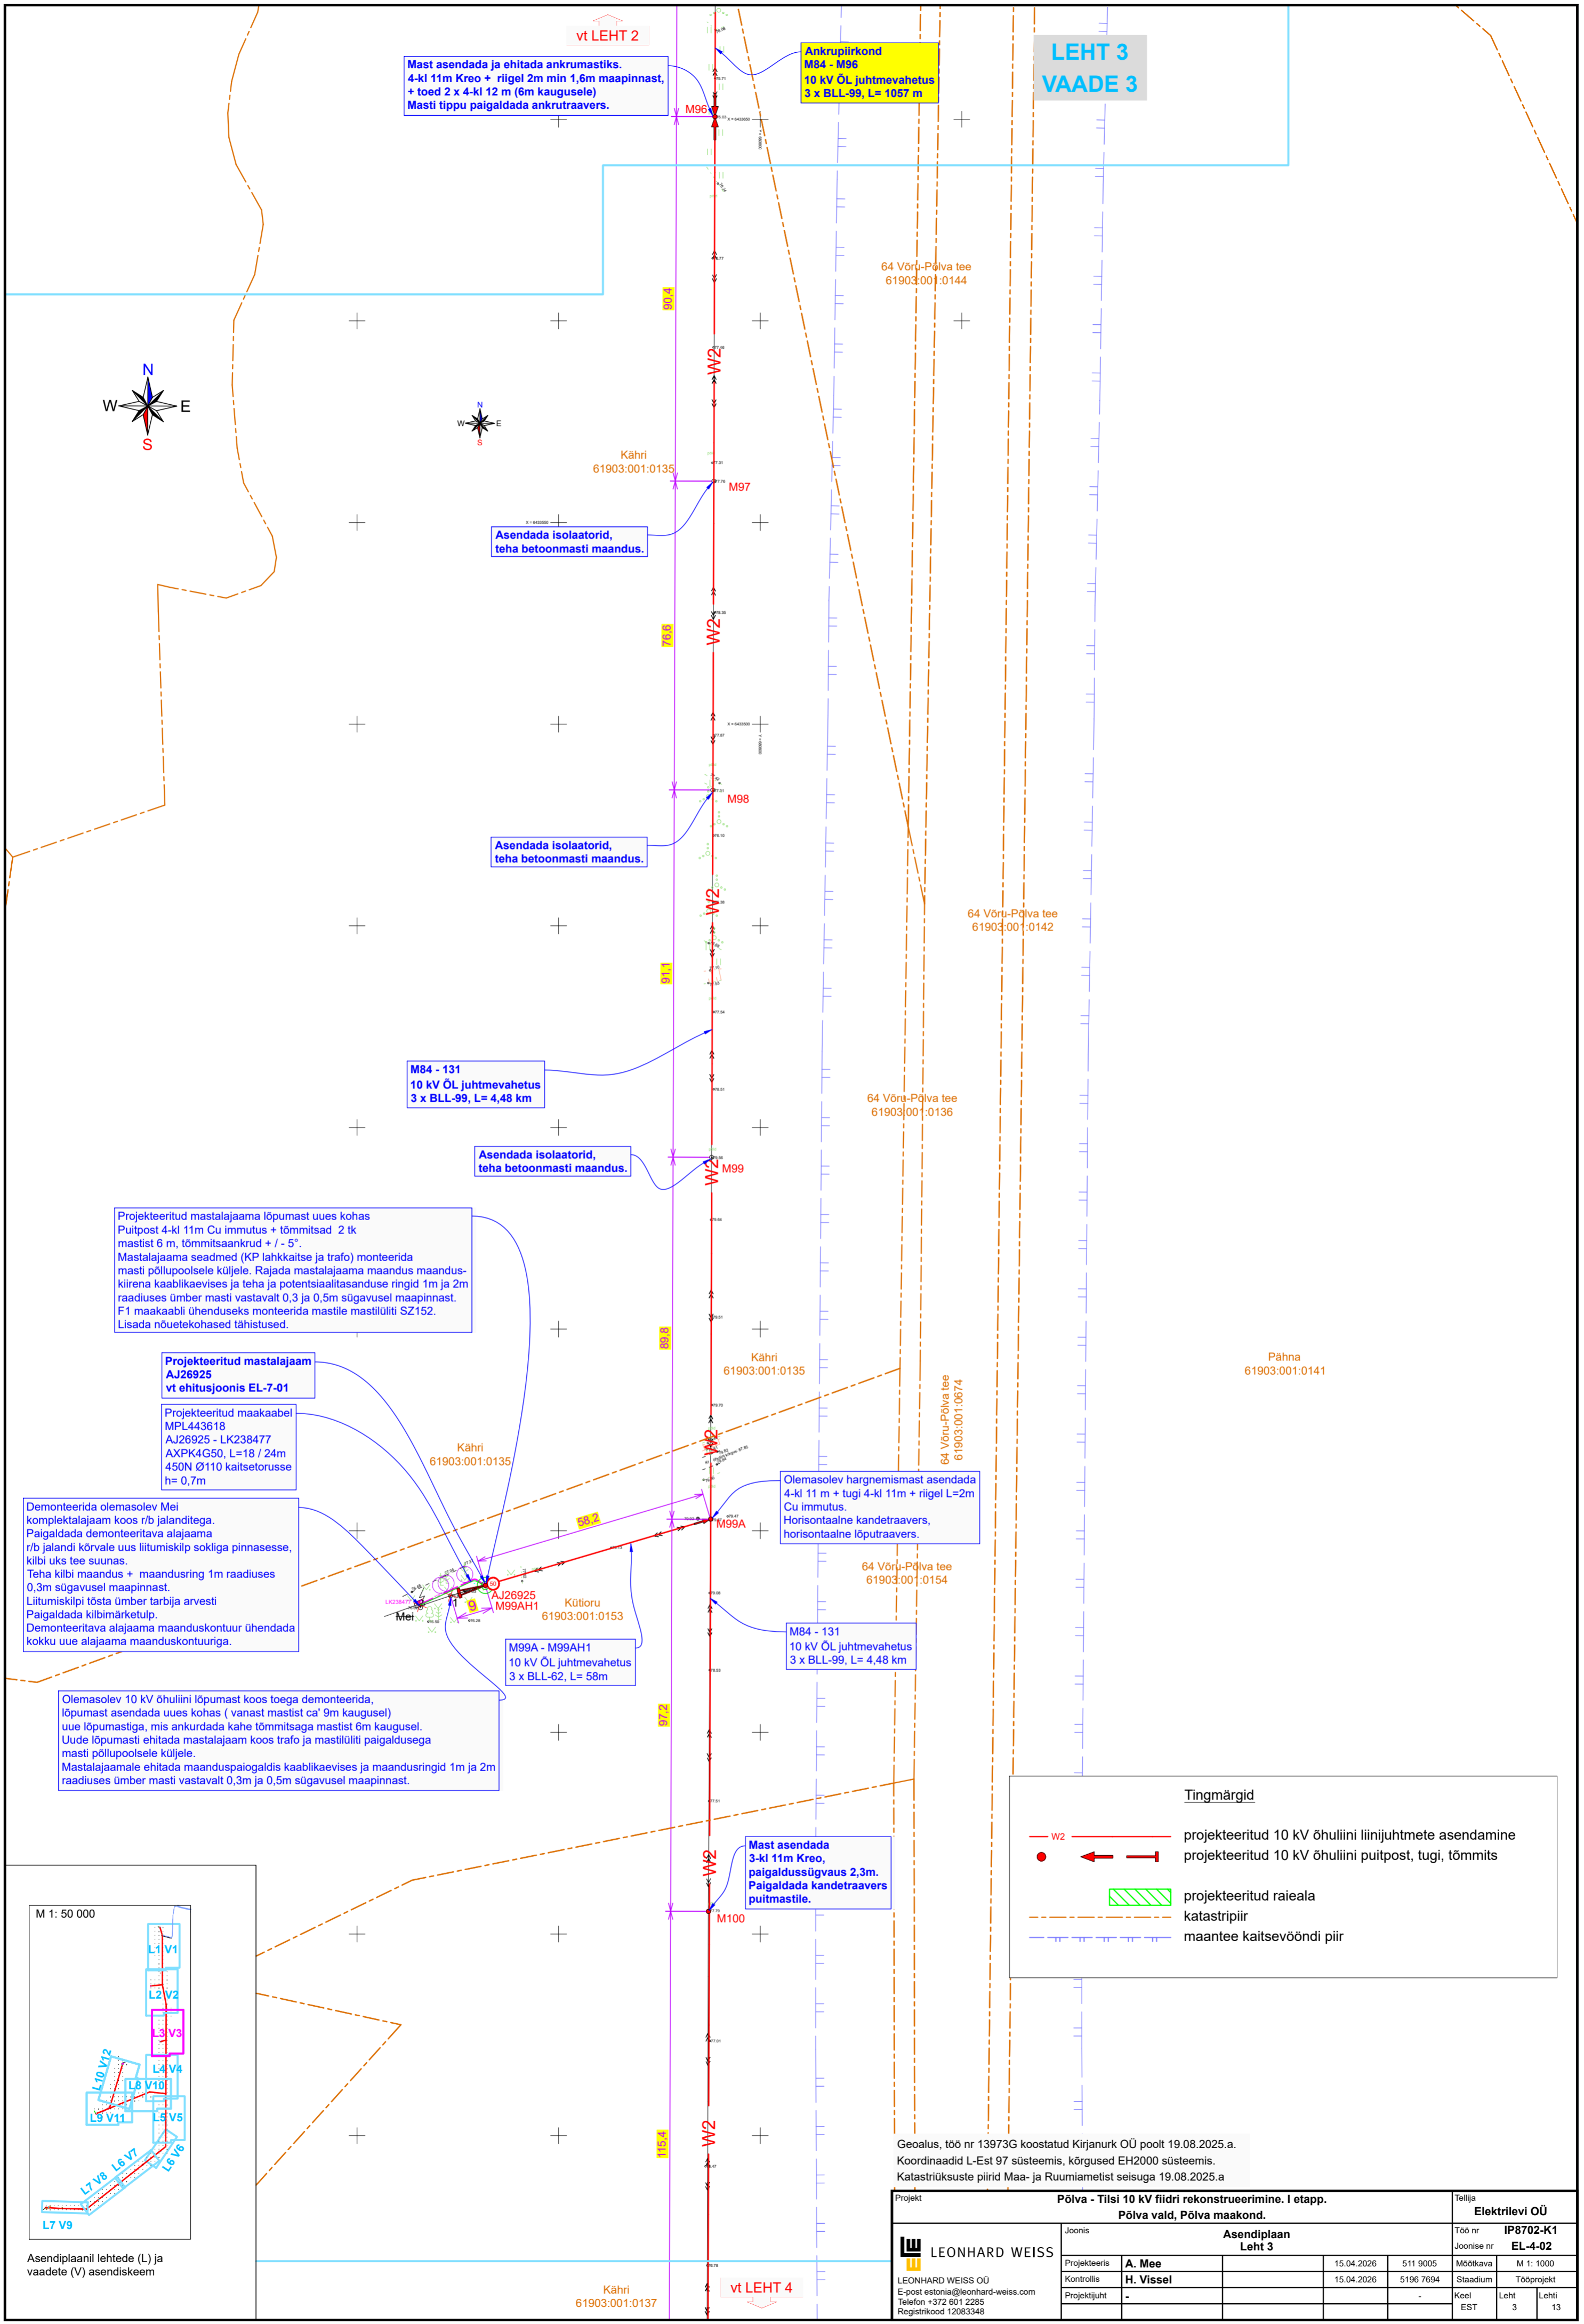 vt LEHT 2
Mast asendada ja ehitada ankrumastiks.
4-kl 11m Kreo + riigel 2m min 1,6m maapinnast,
+ toed 2 x 4-kl 12 m (6m kaugusele)
Masti tippu paigaldada ankrutraavers.
Ankrupiirkond
M84 - M96
10 kV ÕL juhtmevahetus
3 x BLL-99, L= 1057 m
LEHT 3
VAADE 3
M96
64 Võru-Põlva tee
61903:001:0144
90,4
W2
N
W E
S
N
W E
S
Kähri
61903:001:0135
M97
Asendada isolaatorid,
teha betoonmasti maandus.
76,6
W2
M98
Asendada isolaatorid,
teha betoonmasti maandus.
W2
64 Võru-Põlva tee
61903:001:0142
91,1
M84 - 131
10 kV ÕL juhtmevahetus
3 x BLL-99, L= 4,48 km
64 Võru-Põlva tee
61903:001:0136
Asendada isolaatorid,
teha betoonmasti maandus.
W2
M99
Projekteeritud mastalajaama lõpumast uues kohas
Puitpost 4-kl 11m Cu immutus + tõmmitsad 2 tk
mastist 6 m, tõmmitsaankrud + / - 5°.
Mastalajaama seadmed (KP lahkkaitse ja trafo) monteerida
masti põllupoolsele küljele. Rajada mastalajaama maandus maandus-
kiirena kaablikaevises ja teha ja potentsiaalitasanduse ringid 1m ja 2m
raadiuses ümber masti vastavalt 0,3 ja 0,5m sügavusel maapinnast.
F1 maakaabli ühenduseks monteerida mastile mastilüliti SZ152.
Lisada nõuetekohased tähistused.
89,8
Kähri
61903:001:0135
Pähna
61903:001:0141
Projekteeritud mastalajaam
AJ26925
vt ehitusjoonis EL-7-01
64 Võru-Põlva tee
61903:001:0674
Projekteeritud maakaabel
MPL443618
AJ26925 - LK238477
AXPK4G50, L=18 / 24m
450N Ø110 kaitsetorusse
h= 0,7m
Kähri
61903:001:0135
W2
Olemasolev hargnemismast asendada
4-kl 11 m + tugi 4-kl 11m + riigel L=2m
Cu immutus.
Horisontaalne kandetraavers,
horisontaalne lõputraavers.
Demonteerida olemasolev Mei
komplektalajaam koos r/b jalanditega.
Paigaldada demonteeritava alajaama
r/b jalandi kõrvale uus liitumiskilp sokliga pinnasesse,
kilbi uks tee suunas.
Teha kilbi maandus + maandusring 1m raadiuses
0,3m sügavusel maapinnast.
Liitumiskilpi tõsta ümber tarbija arvesti
Paigaldada kilbimärketulp.
Demonteeritava alajaama maanduskontuur ühendada
kokku uue alajaama maanduskontuuriga.
58,2
M99A
64 Võru-Põlva tee
61903:001:0154
AJ26925
M99AH1
LK238477
Mei
9
Kütioru
61903:001:0153
M99A - M99AH1
10 kV ÕL juhtmevahetus
3 x BLL-62, L= 58m
M84 - 131
10 kV ÕL juhtmevahetus
3 x BLL-99, L= 4,48 km
Olemasolev 10 kV õhuliini lõpumast koos toega demonteerida,
lõpumast asendada uues kohas ( vanast mastist ca' 9m kaugusel)
uue lõpumastiga, mis ankurdada kahe tõmmitsaga mastist 6m kaugusel.
Uude lõpumasti ehitada mastalajaam koos trafo ja mastilüliti paigaldusega
masti põllupoolsele küljele.
Mastalajaamale ehitada maanduspaiogaldis kaablikaevises ja maandusringid 1m ja 2m
raadiuses ümber masti vastavalt 0,3m ja 0,5m sügavusel maapinnast.
97,2
Tingmärgid
W2 projekteeritud 10 kV õhuliini liinijuhtmete asendamine
projekteeritud 10 kV õhuliini puitpost, tugi, tõmmits
projekteeritud raieala
katastripiir
maantee kaitsevööndi piir
Mast asendada
3-kl 11m Kreo,
paigaldussügvaus 2,3m.
Paigaldada kandetraavers
puitmastile.
W2
M100
M 1: 50 000
L1 V1
L2 V2
L3 V3
L4 V4
L10 V12
L8 V10
L9 V11
L5 V5
L6 V6
L6 V7
L7 V8
L7 V9
Asendiplaanil lehtede (L) ja
vaadete (V) asendiskeem
115,4
W2
Kähri
61903:001:0137
vt LEHT 4
Geoalus, töö nr 13973G koostatud Kirjanurk OÜ poolt 19.08.2025.a.
Koordinaadid L-Est 97 süsteemis, kõrgused EH2000 süsteemis.
Katastriüksuste piirid Maa- ja Ruumiametist seisuga 19.08.2025.a
Projekt
Põlva - Tilsi 10 kV fiidri rekonstrueerimine. I etapp.
Põlva vald, Põlva maakond.
Tellija
Elektrilevi OÜ
LEONHARD WEISS
LEONHARD WEISS OÜ
E-post estonia@leonhard-weiss.com
Telefon +372 601 2285
Registrikood 12083348
Joonis
Asendiplaan
Leht 3
Töö nr IP8702-K1
Joonise nr EL-4-02
Projekteeris A. Mee 15.04.2026 511 9005 Mõõtkava M 1: 1000
Kontrollis H. Vissel 15.04.2026 5196 7694 Staadium Tööprojekt
Projektijuht - - Keel Leht Lehti
EST 3 13